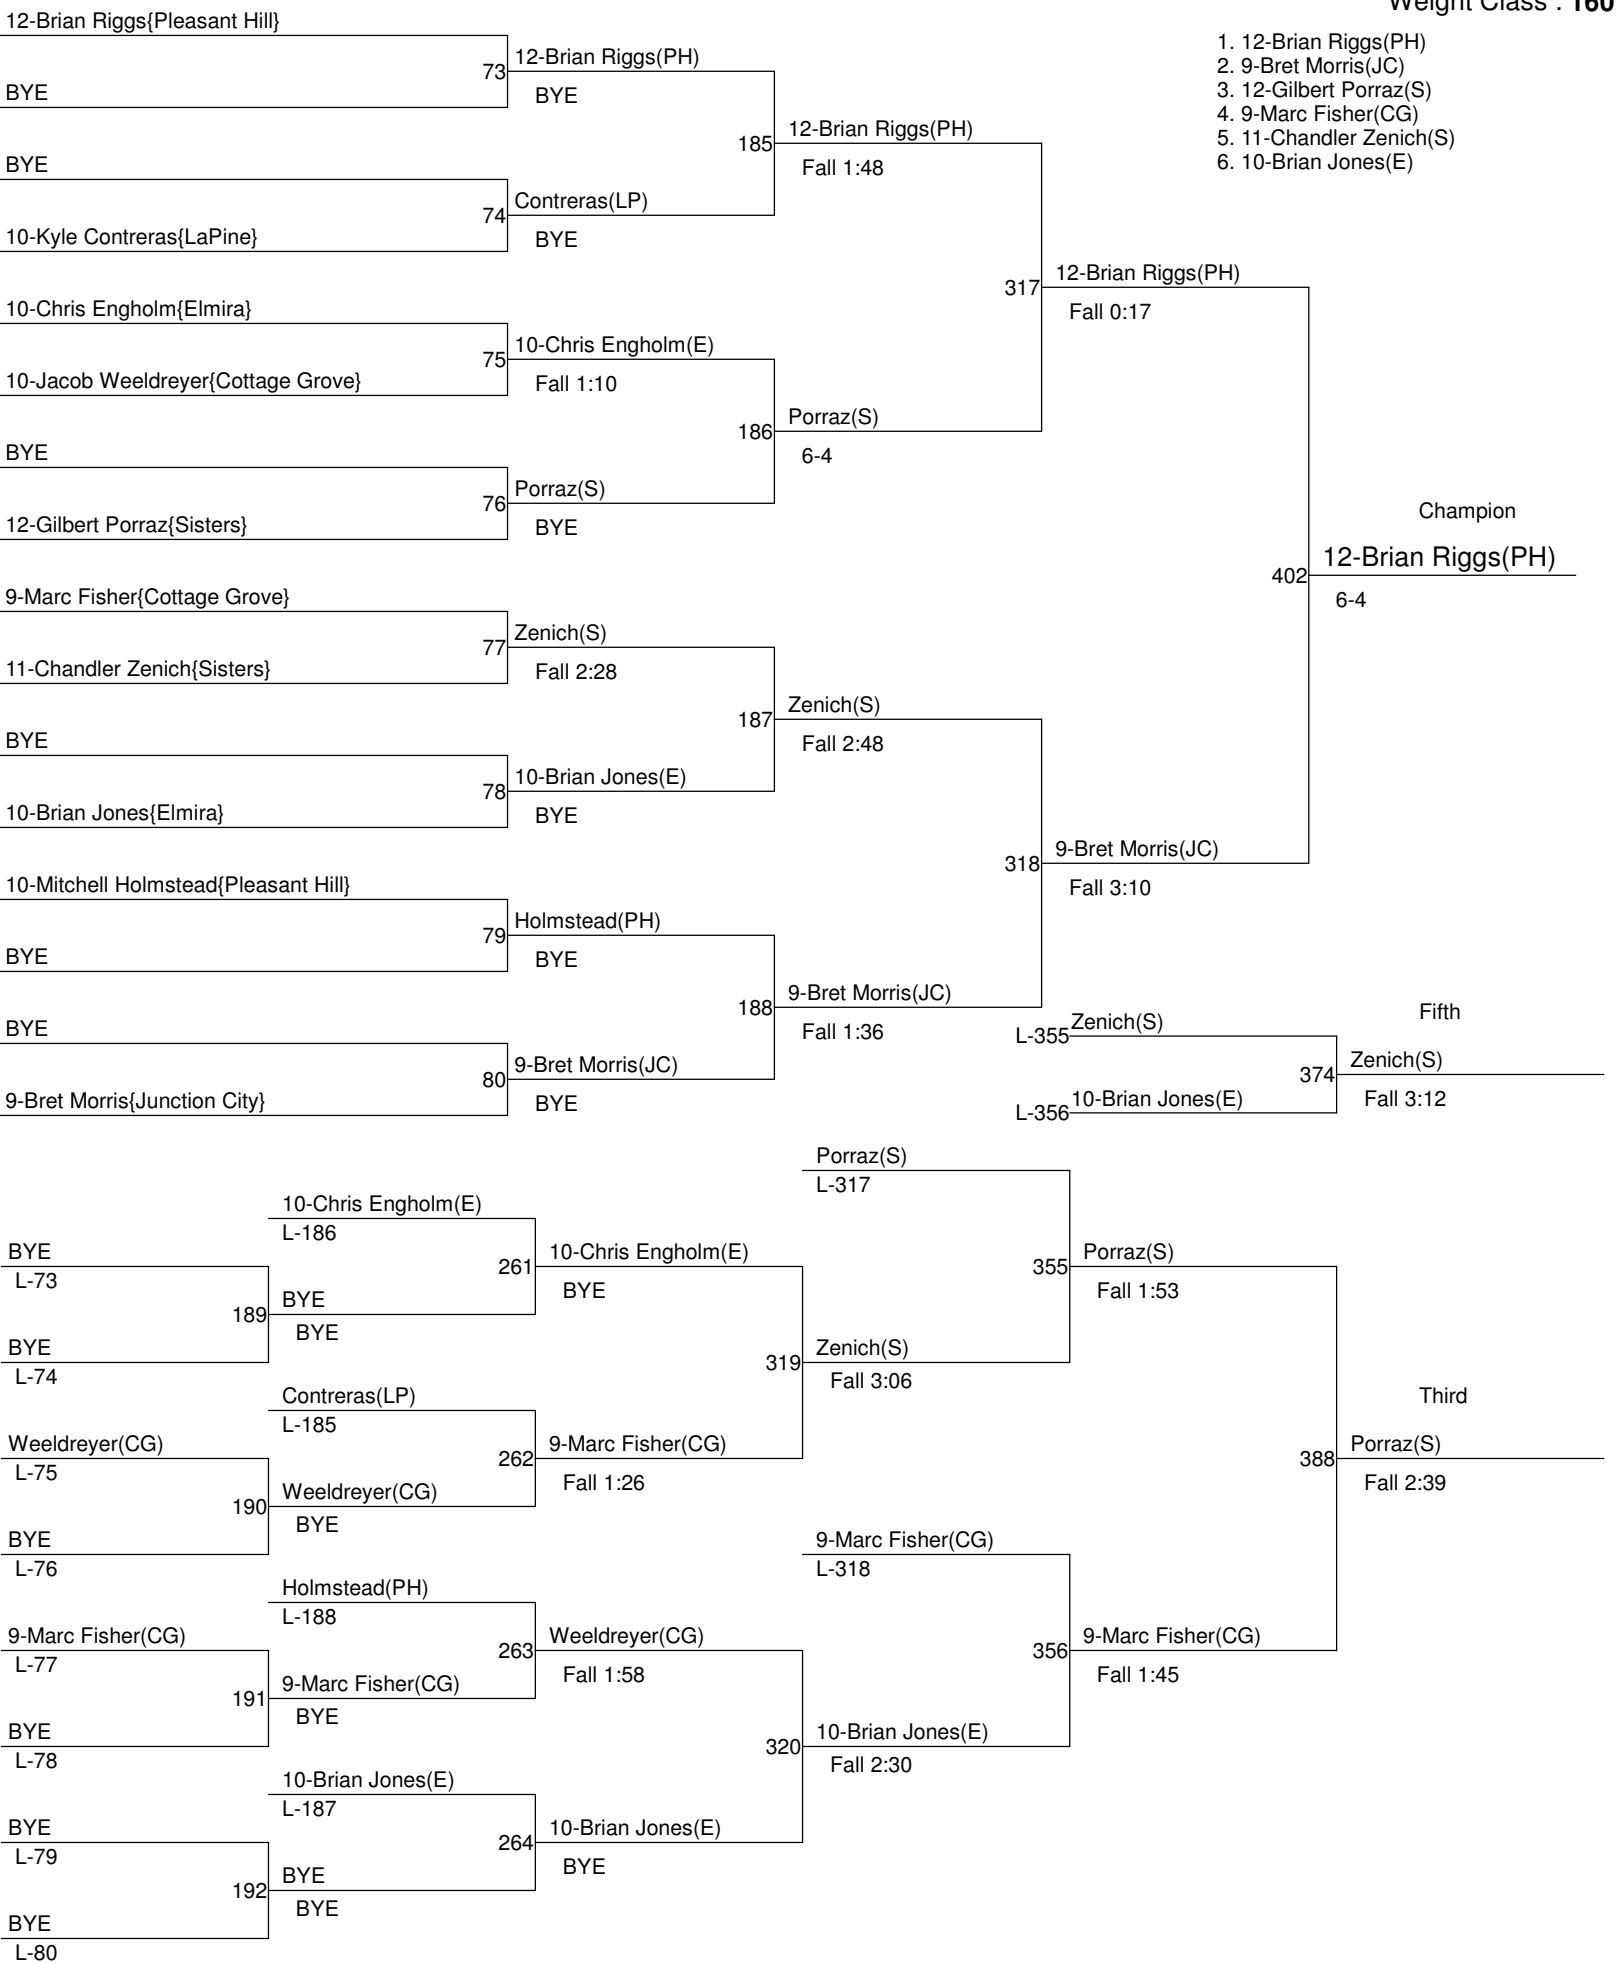 Weight Class : 160
12-Brian Riggs{Pleasant Hill}
1. 12-Brian Riggs(PH)
2. 9-Bret Morris(JC)
3. 12-Gilbert Porraz(S)
4. 9-Marc Fisher(CG)
5. 11-Chandler Zenich(S)
6. 10-Brian Jones(E)
73 12-Brian Riggs(PH)
BYE
BYE
185 12-Brian Riggs(PH)
Fall 1:48
BYE
74 Contreras(LP)
BYE
10-Kyle Contreras{LaPine}
317 12-Brian Riggs(PH)
Fall 0:17
10-Chris Engholm{Elmira}
75 10-Chris Engholm(E)
Fall 1:10
10-Jacob Weeldreyer{Cottage Grove}
186 Porraz(S)
6-4
BYE
76 Porraz(S)
BYE
12-Gilbert Porraz{Sisters}
Champion
402 12-Brian Riggs(PH)
6-4
9-Marc Fisher{Cottage Grove}
77 Zenich(S)
Fall 2:28
11-Chandler Zenich{Sisters}
187 Zenich(S)
Fall 2:48
BYE
78 10-Brian Jones(E)
BYE
10-Brian Jones{Elmira}
318 9-Bret Morris(JC)
Fall 3:10
10-Mitchell Holmstead{Pleasant Hill}
79 Holmstead(PH)
BYE
BYE
188 9-Bret Morris(JC)
Fall 1:36
BYE
80 9-Bret Morris(JC)
BYE
9-Bret Morris{Junction City}
Fifth
L-355 Zenich(S)
374 Zenich(S)
Fall 3:12
L-356 10-Brian Jones(E)
Porraz(S)
L-317
10-Chris Engholm(E)
L-186
BYE
L-73
261 10-Chris Engholm(E)
BYE
355 Porraz(S)
Fall 1:53
189 BYE
BYE
BYE
L-74
319 Zenich(S)
Fall 3:06
Contreras(LP)
L-185
Third
Weeldreyer(CG)
L-75
262 9-Marc Fisher(CG)
Fall 1:26
388 Porraz(S)
Fall 2:39
190 Weeldreyer(CG)
BYE
BYE
L-76
9-Marc Fisher(CG)
L-318
Holmstead(PH)
L-188
9-Marc Fisher(CG)
L-77
263 Weeldreyer(CG)
Fall 1:58
356 9-Marc Fisher(CG)
Fall 1:45
191 9-Marc Fisher(CG)
BYE
BYE
L-78
320 10-Brian Jones(E)
Fall 2:30
10-Brian Jones(E)
L-187
BYE
L-79
264 10-Brian Jones(E)
BYE
192 BYE
BYE
BYE
L-80